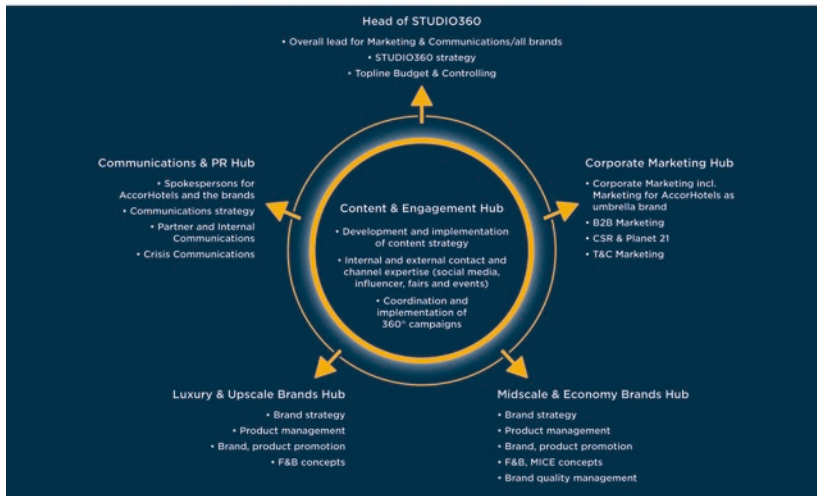 Head of STUDIO360
• Overall lead for Marketing & Communications/all brands
• STUDIO360 strategy
• Topline Budget & Controlling
Communications & PR Hub
• Spokespersons for
AccorHotels and the brands
• Communications strategy
• Partner and Internal
Communications
• Crisis Communications
Content & Engagement Hub
• Development and implementation
of content strategy
• Internal and external contact and
channel expertise (social media,
influencer, fairs and events)
• Coordination and
implementation of
360° campaigns
Corporate Marketing Hub
• Corporate Marketing incl.
Marketing for AccorHotels as
umbrella brand
• B2B Marketing
• CSR & Planet 21
• T&C Marketing
Luxury & Upscale Brands Hub
• Brand strategy
• Product management
• Brand, product promotion
• F&B concepts
Midscale & Economy Brands Hub
• Brand strategy
• Product management
• Brand, product promotion
• F&B, MICE concepts
• Brand quality management